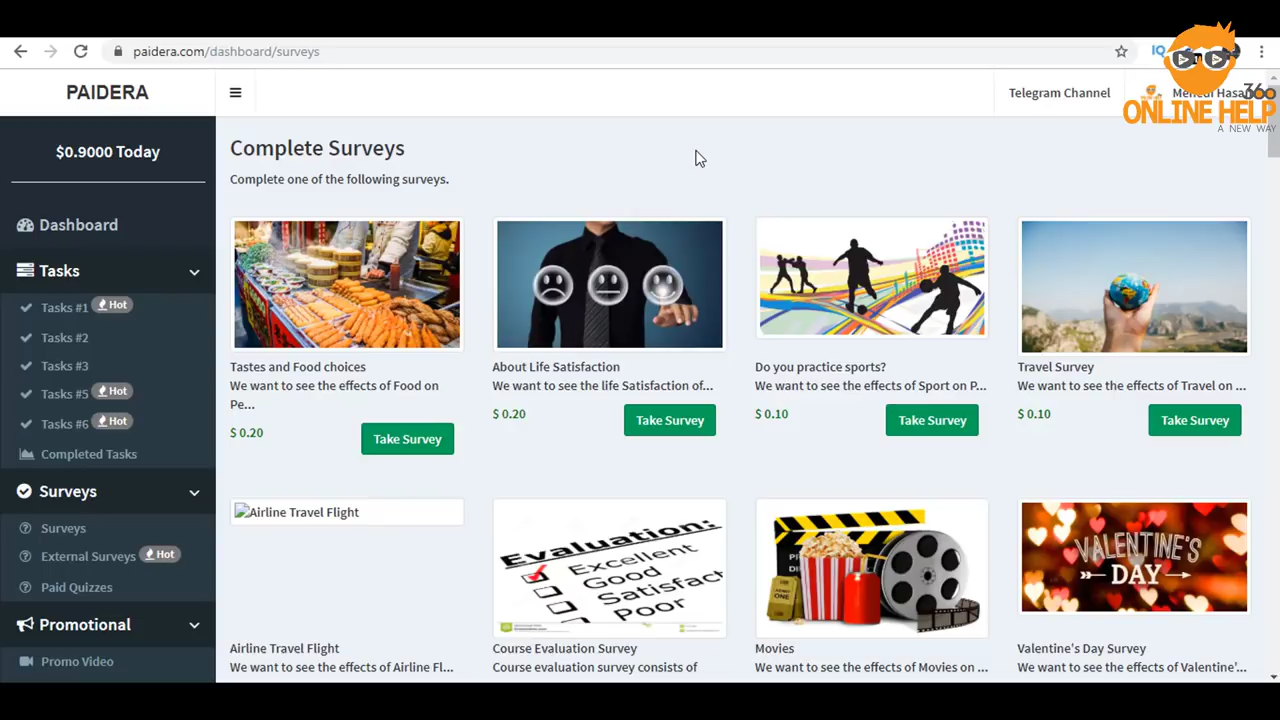 paidera.com/dashboard/surveys
IQ
PAIDERA
Telegram Channel
360
ONLINE HELP
A NEW WAY
$0.9000 Today
Dashboard
Tasks
Tasks #1 Hot
Tasks #2
Tasks #3
Tasks #5 Hot
Tasks #6 Hot
Completed Tasks
Surveys
Surveys
External Surveys Hot
Paid Quizzes
Promotional
Promo Video
Complete Surveys
Complete one of the following surveys.
Tastes and Food choices
We want to see the effects of Food on
Pe...
$ 0.20
Take Survey
About Life Satisfaction
We want to see the life Satisfaction of...
$ 0.20
Take Survey
Do you practice sports?
We want to see the effects of Sport on P...
$ 0.10
Take Survey
Travel Survey
We want to see the effects of Travel on ...
$ 0.10
Take Survey
Airline Travel Flight
Airline Travel Flight
We want to see the effects of Airline Fl...
Evaluation:
Excellent
Good
Satisfact
Poor
Course Evaluation Survey
Course evaluation survey consists of
Movies
We want to see the effects of Movies on ...
VALENTINE'S
DAY
Valentine's Day Survey
We want to see the effects of Valentine'...